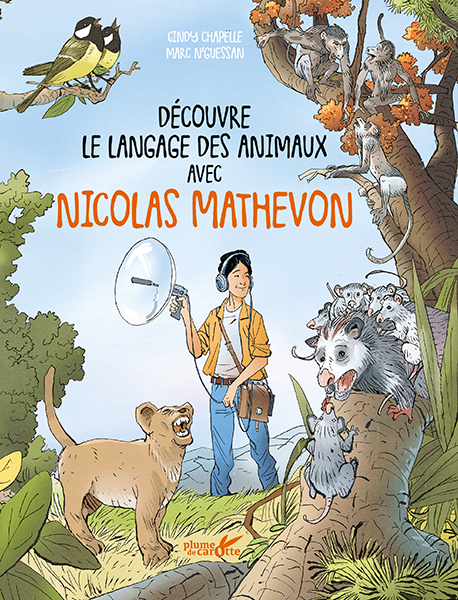 CINDY CHAPELLE
MARC N'GUESSAN
DÉCOUVRE
LE LANGAGE DES ANIMAUX
AVEC
NICOLAS MATHEVON
plume
de carotte